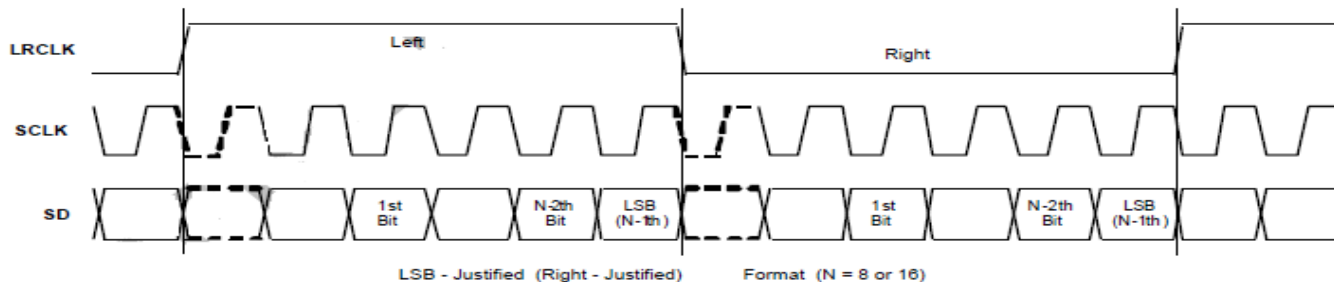 LRCLK
Left
Right
SCLK
SD
1st
Bit
N-2th
Bit
LSB
(N-1th)
1st
Bit
N-2th
Bit
LSB
(N-1th)
LSB - Justified (Right - Justified) Format (N = 8 or 16)